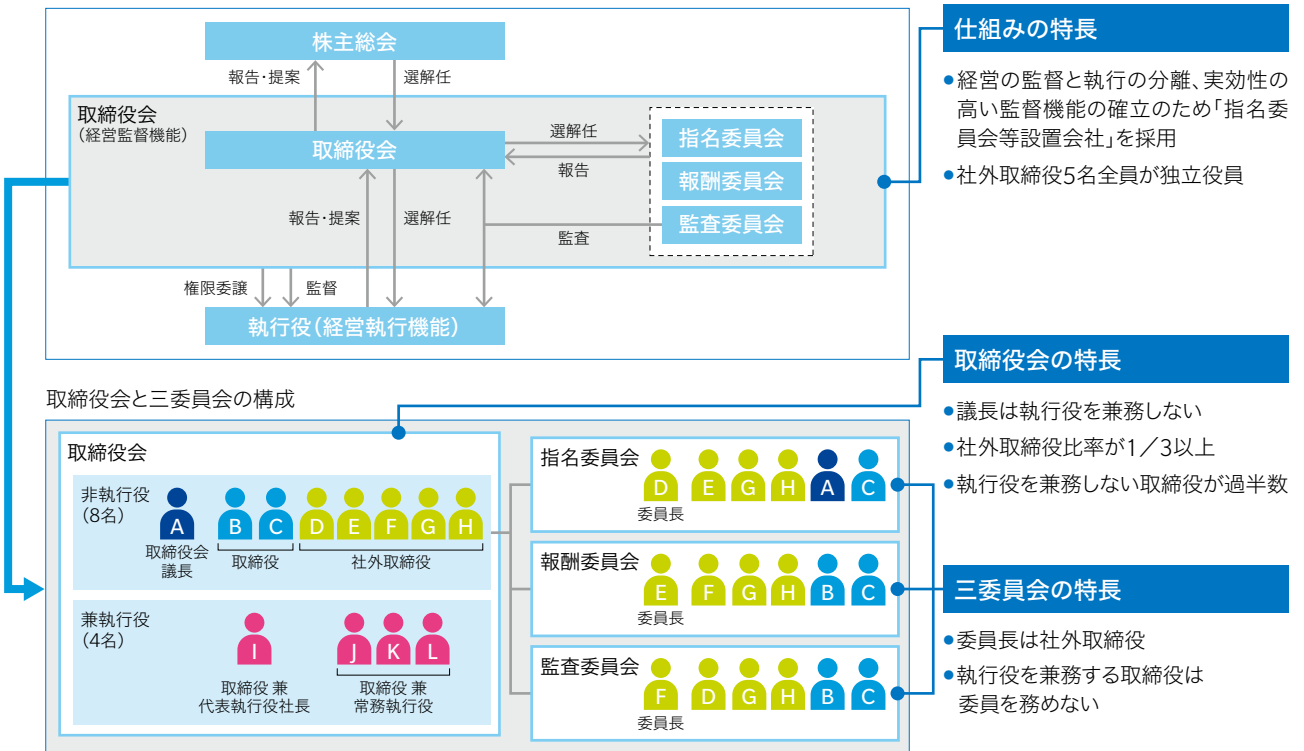 株主総会
報告・提案
選解任
取締役会
（経営監督機能）
取締役会
選解任
報告
指名委員会
報酬委員会
監査委員会
報告・提案
選解任
監査
権限委譲
監督
執行役（経営執行機能）
仕組みの特長
●経営の監督と執行の分離、実効性の
高い監督機能の確立のため「指名委
員会等設置会社」を採用
●社外取締役5名全員が独立役員
取締役会と三委員会の構成
取締役会
非執行役
（8名）
A
B C
D E F G H
取締役会
議長
取締役
社外取締役
兼執行役
（4名）
I
J K L
取締役 兼
代表執行役社長
取締役 兼
常務執行役
指名委員会
D E G H A C
委員長
報酬委員会
E F G H B C
委員長
監査委員会
F D G H B C
委員長
取締役会の特長
●議長は執行役を兼務しない
●社外取締役比率が1／3以上
●執行役を兼務しない取締役が過半数
三委員会の特長
●委員長は社外取締役
●執行役を兼務する取締役は
委員を務めない